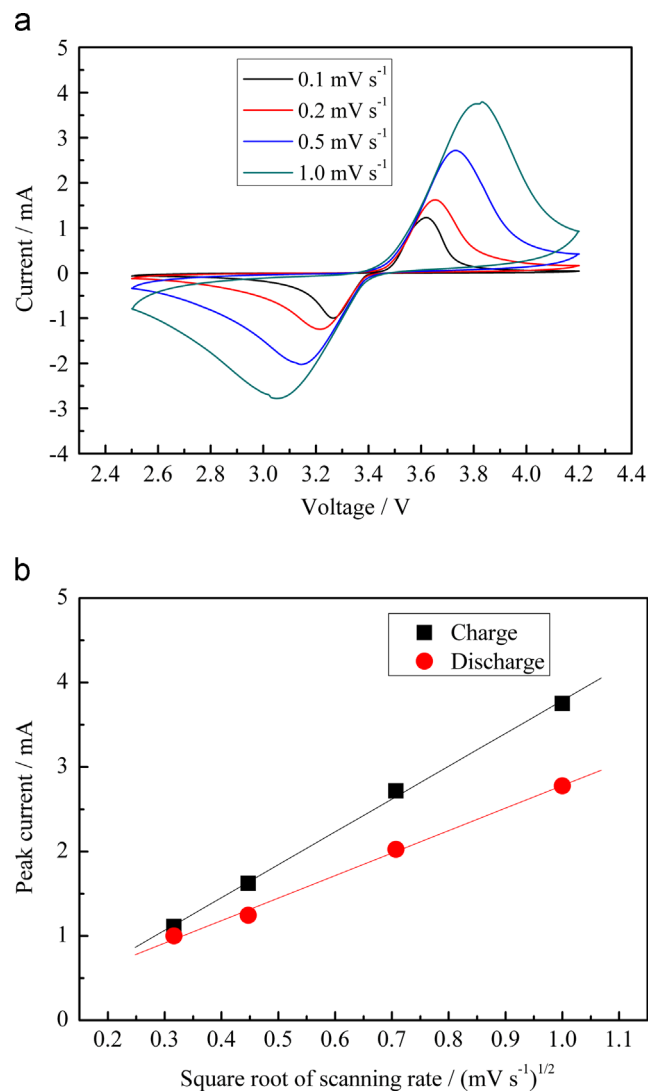 a
5
4
3
2
1
0
-1
-2
-3
-4
Current / mA
0.1 mV s⁻¹
0.2 mV s⁻¹
0.5 mV s⁻¹
1.0 mV s⁻¹
2.4 2.6 2.8 3.0 3.2 3.4 3.6 3.8 4.0 4.2 4.4
Voltage / V
b
5
4
3
2
1
0
Peak current / mA
Charge
Discharge
0.2 0.3 0.4 0.5 0.6 0.7 0.8 0.9 1.0 1.1
Square root of scanning rate / (mV s⁻¹)¹/²